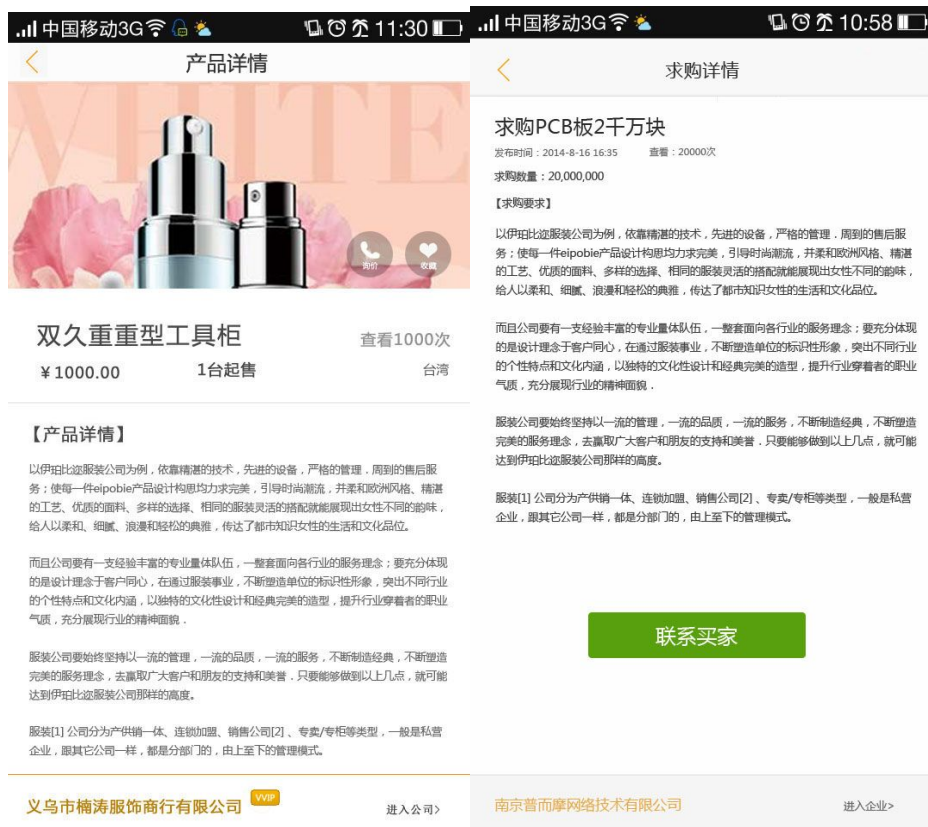 中国移动3G 11:30
产品详情
WHITE
询价 收藏
双久重重型工具柜 查看1000次
¥1000.00 1台起售 台湾
【产品详情】
以伊珀比迩服装公司为例，依靠精湛的技术，先进的设备，严格的管理．周到的售后服
务；使每一件eipobie产品设计构思均力求完美，引导时尚潮流，并柔和欧洲风格、精湛
的工艺、优质的面料、多样的选择、相同的服装灵活的搭配就能展现出女性不同的韵味，
给人以柔和、细腻、浪漫和轻松的典雅，传达了都市知识女性的生活和文化品位。
而且公司要有一支经验丰富的专业量体队伍，一整套面向各行业的服务理念；要充分体现
的是设计理念于客户同心，在通过服装事业，不断塑造单位的标识性形象，突出不同行业
的个性特点和文化内涵，以独特的文化性设计和经典完美的造型，提升行业穿着者的职业
气质，充分展现行业的精神面貌．
服装公司要始终坚持以一流的管理，一流的品质，一流的服务，不断制造经典，不断塑造
完美的服务理念，去赢取广大客户和朋友的支持和美誉．只要能够做到以上几点，就可能
达到伊珀比迩服装公司那样的高度。
服装[1] 公司分为产供销一体、连锁加盟、销售公司[2] 、专卖/专柜等类型，一般是私营
企业，跟其它公司一样，都是分部门的，由上至下的管理模式。
义乌市楠涛服饰商行有限公司 VVIP 进入公司>
中国移动3G 10:58
求购详情
求购PCB板2千万块
发布时间：2014-8-16 16:35 查看：20000次
求购数量：20,000,000
【求购要求】
以伊珀比迩服装公司为例，依靠精湛的技术，先进的设备，严格的管理．周到的售后服
务；使每一件eipobie产品设计构思均力求完美，引导时尚潮流，并柔和欧洲风格、精湛
的工艺、优质的面料、多样的选择、相同的服装灵活的搭配就能展现出女性不同的韵味，
给人以柔和、细腻、浪漫和轻松的典雅，传达了都市知识女性的生活和文化品位。
而且公司要有一支经验丰富的专业量体队伍，一整套面向各行业的服务理念；要充分体现
的是设计理念于客户同心，在通过服装事业，不断塑造单位的标识性形象，突出不同行业
的个性特点和文化内涵，以独特的文化性设计和经典完美的造型，提升行业穿着者的职业
气质，充分展现行业的精神面貌．
服装公司要始终坚持以一流的管理，一流的品质，一流的服务，不断制造经典，不断塑造
完美的服务理念，去赢取广大客户和朋友的支持和美誉．只要能够做到以上几点，就可能
达到伊珀比迩服装公司那样的高度。
服装[1] 公司分为产供销一体、连锁加盟、销售公司[2] 、专卖/专柜等类型，一般是私营
企业，跟其它公司一样，都是分部门的，由上至下的管理模式。
联系买家
南京普而摩网络技术有限公司 进入企业>